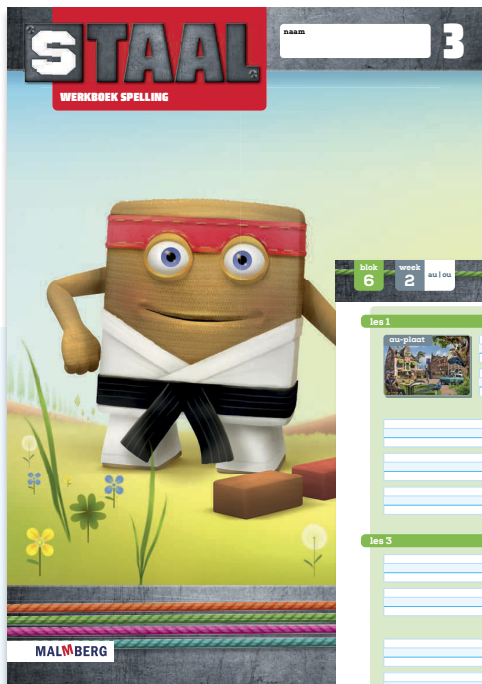 STAAL
WERKBOEK SPELLING
naam
3
blok
6
week
2
au | ou
les 1
au-plaat
les 3
MALMBERG